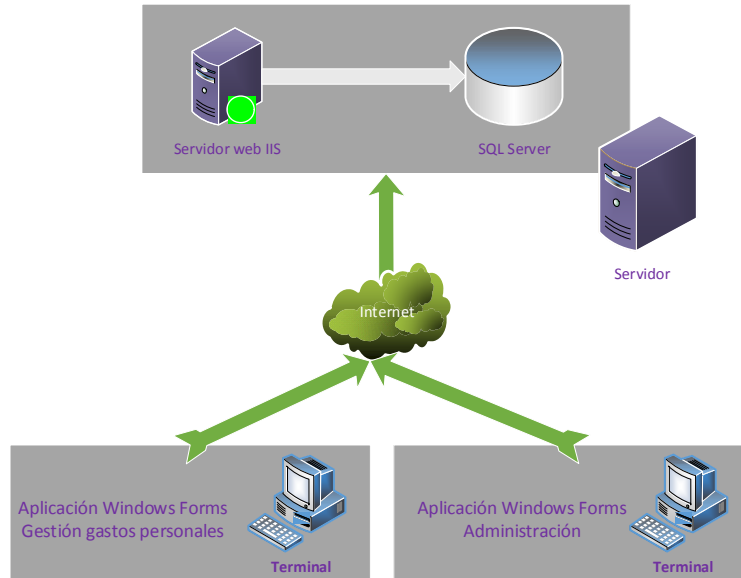 Servidor web IIS
SQL Server
Servidor
Internet
Aplicación Windows Forms
Gestión gastos personales
Terminal
Aplicación Windows Forms
Administración
Terminal